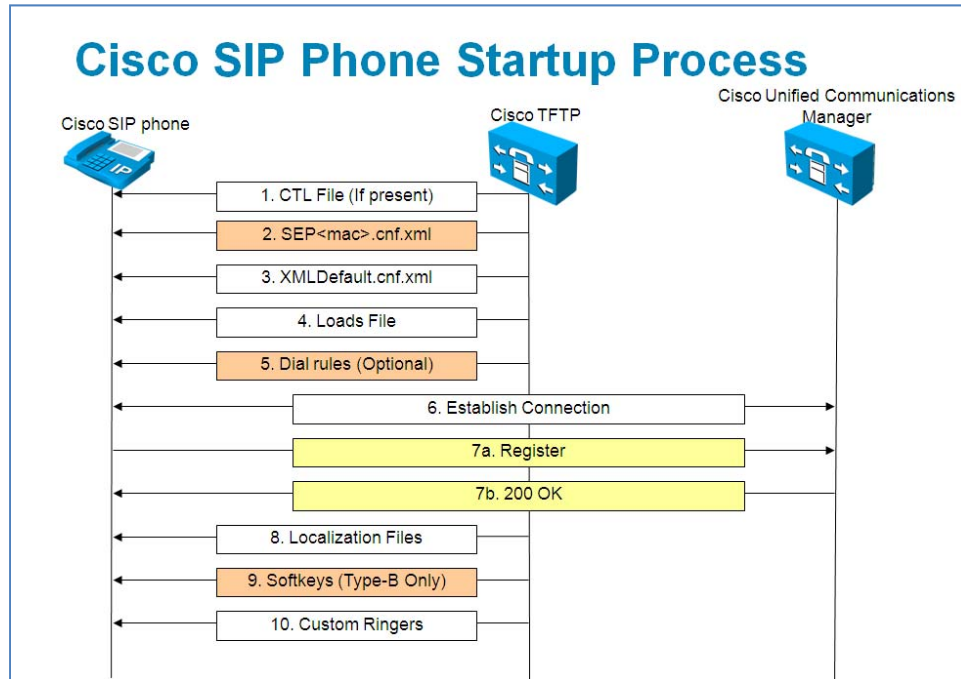 Cisco SIP Phone Startup Process
Cisco SIP phone
Cisco TFTP
Cisco Unified Communications
Manager
IP
1. CTL File (If present)
2. SEP<mac>.cnf.xml
3. XMLDefault.cnf.xml
4. Loads File
5. Dial rules (Optional)
6. Establish Connection
7a. Register
7b. 200 OK
8. Localization Files
9. Softkeys (Type-B Only)
10. Custom Ringers